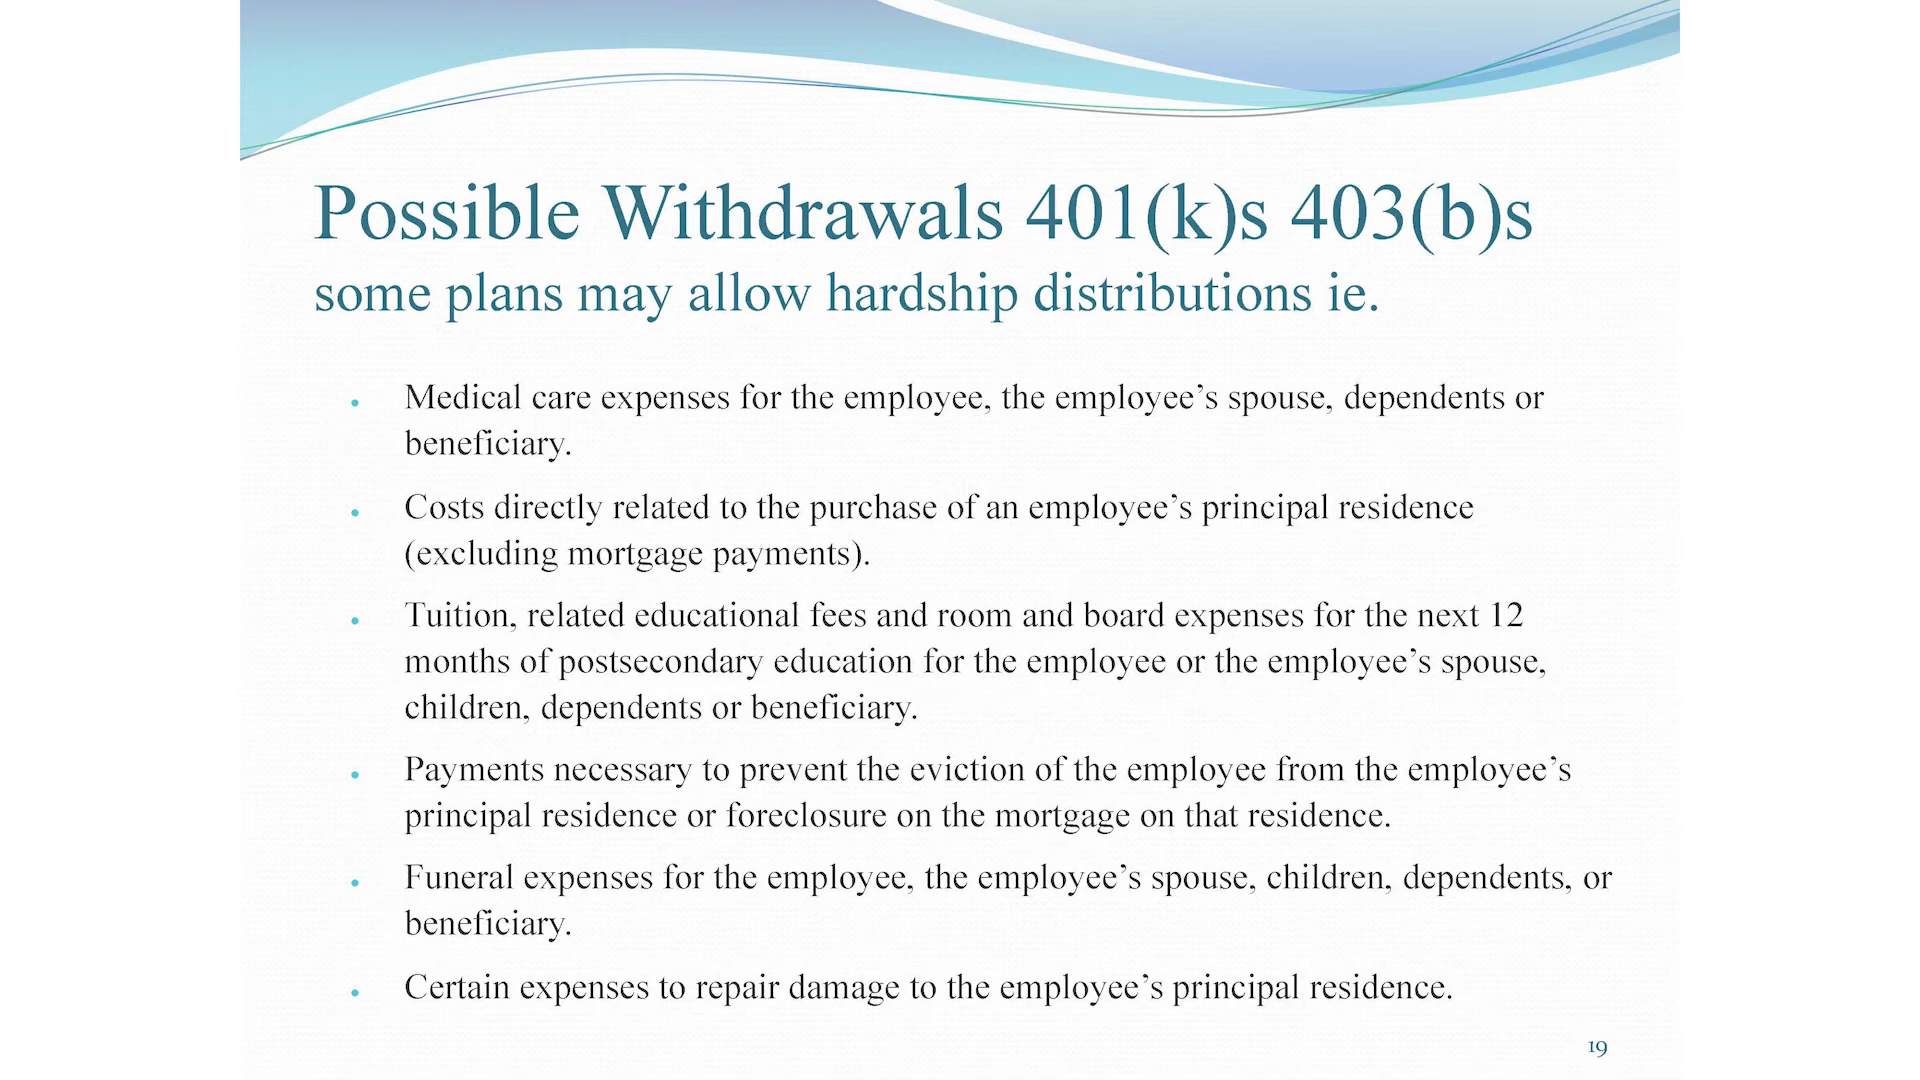 Possible Withdrawals 401(k)s 403(b)s
some plans may allow hardship distributions ie.
• Medical care expenses for the employee, the employee’s spouse, dependents or
beneficiary.
• Costs directly related to the purchase of an employee’s principal residence
(excluding mortgage payments).
• Tuition, related educational fees and room and board expenses for the next 12
months of postsecondary education for the employee or the employee’s spouse,
children, dependents or beneficiary.
• Payments necessary to prevent the eviction of the employee from the employee’s
principal residence or foreclosure on the mortgage on that residence.
• Funeral expenses for the employee, the employee’s spouse, children, dependents, or
beneficiary.
• Certain expenses to repair damage to the employee’s principal residence.
19